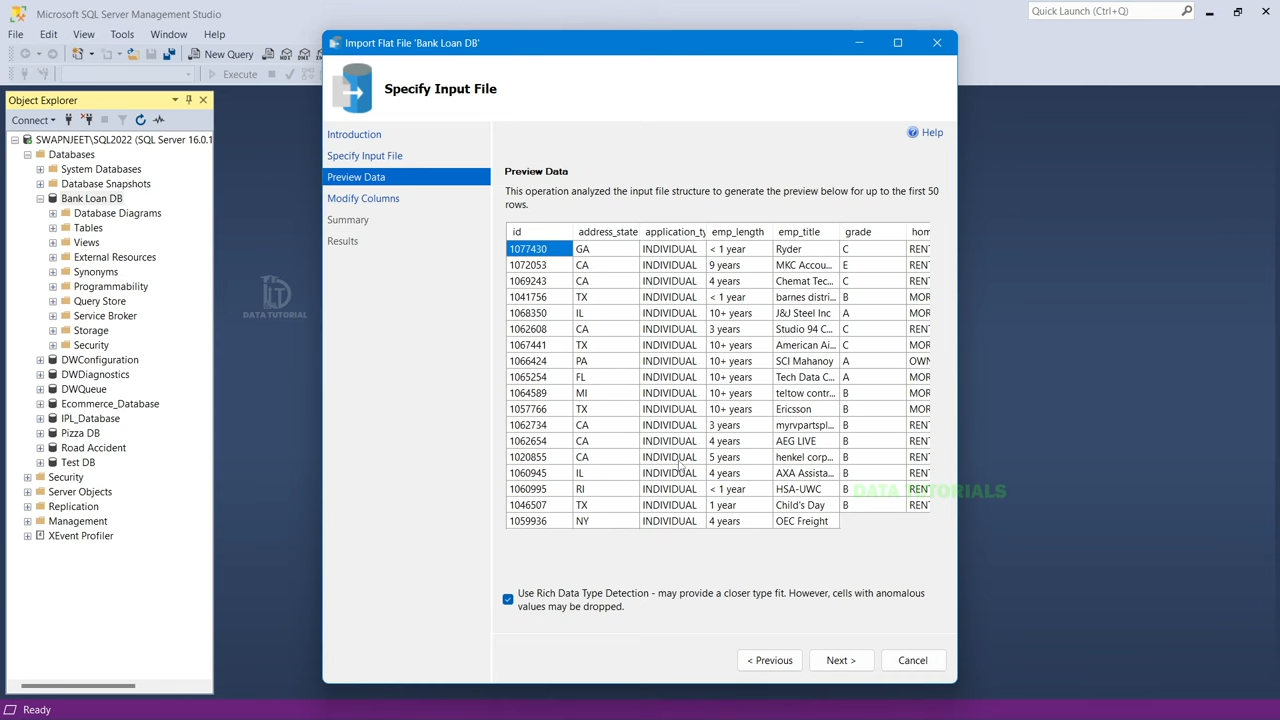 Microsoft SQL Server Management Studio
Quick Launch (Ctrl+Q)
File Edit View Tools Window Help
New Query
Execute
Object Explorer
Connect
SWAPNJEET\SQL2022 (SQL Server 16.0.1
Databases
System Databases
Database Snapshots
Bank Loan DB
Database Diagrams
Tables
Views
External Resources
Synonyms
Programmability
Query Store
Service Broker
Storage
Security
DWConfiguration
DWDiagnostics
DWQueue
Ecommerce_Database
IPL_Database
Pizza DB
Road Accident
Test DB
Security
Server Objects
Replication
Management
XEvent Profiler
DATA TUTORIAL
Import Flat File 'Bank Loan DB'
Specify Input File
Introduction
Specify Input File
Preview Data
Modify Columns
Summary
Results
Help
Preview Data
This operation analyzed the input file structure to generate the preview below for up to the first 50
rows.
id address_state application_ty emp_length emp_title grade hom
1077430 GA INDIVIDUAL < 1 year Ryder C RENT
1072053 CA INDIVIDUAL 9 years MKC Accou... E RENT
1069243 CA INDIVIDUAL 4 years Chemat Tec... C RENT
1041756 TX INDIVIDUAL < 1 year barnes distri... B MOR
1068350 IL INDIVIDUAL 10+ years J&J Steel Inc A MOR
1062608 CA INDIVIDUAL 3 years Studio 94 C... C RENT
1067441 TX INDIVIDUAL 10+ years American Ai... C MOR
1066424 PA INDIVIDUAL 10+ years SCI Mahanoy A OWN
1065254 FL INDIVIDUAL 10+ years Tech Data C... A MOR
1064589 MI INDIVIDUAL 10+ years teltow contr... B MOR
1057766 TX INDIVIDUAL 10+ years Ericsson B MOR
1062734 CA INDIVIDUAL 3 years myrvpartspl... B RENT
1062654 CA INDIVIDUAL 4 years AEG LIVE B RENT
1020855 CA INDIVIDUAL 5 years henkel corp... B RENT
1060945 IL INDIVIDUAL 4 years AXA Assista... B RENT
1060995 RI INDIVIDUAL < 1 year HSA-UWC B RENT
1046507 TX INDIVIDUAL 1 year Child's Day B RENT
1059936 NY INDIVIDUAL 4 years OEC Freight
DATA TUTORIALS
Use Rich Data Type Detection - may provide a closer type fit. However, cells with anomalous
values may be dropped.
< Previous Next > Cancel
Ready